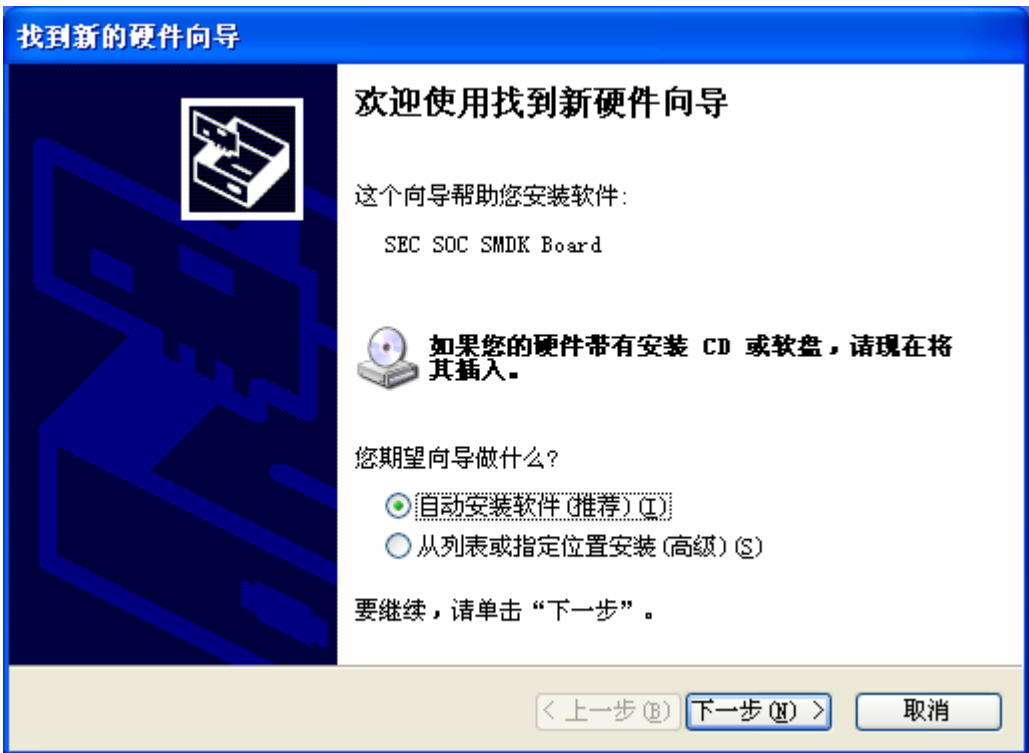 找到新的硬件向导
欢迎使用找到新硬件向导
这个向导帮助您安装软件:
SEC SOC SMDK Board
如果您的硬件带有安装 CD 或软盘，请现在将
其插入。
您期望向导做什么?
自动安装软件(推荐)(I)
从列表或指定位置安装(高级)(S)
要继续，请单击“下一步”。
< 上一步(B) 下一步(N) > 取消